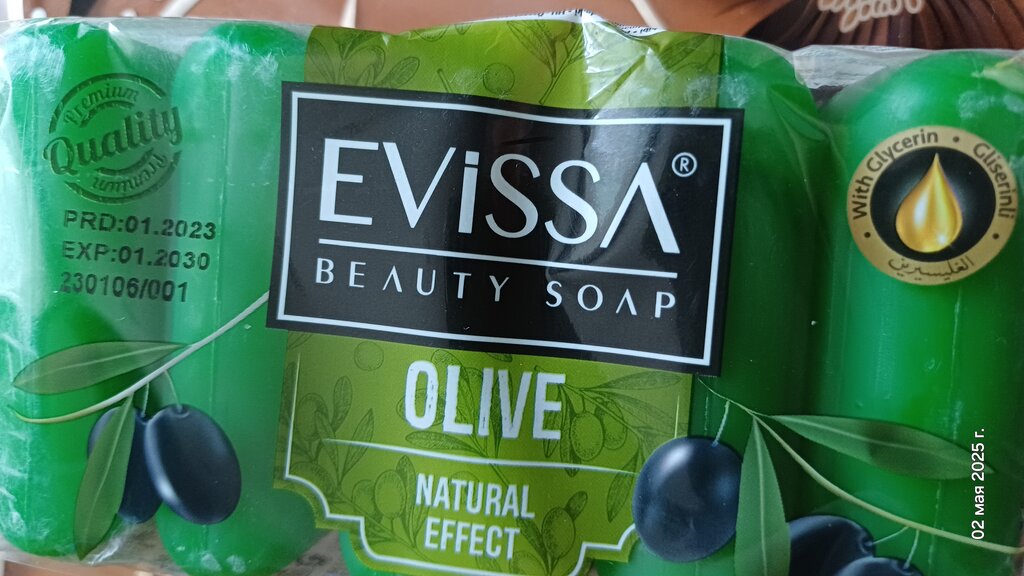 Premium
Quality
Premium
PRD:01.2023
EXP:01.2030
230106/001
EViSSA®
BEAUTY SOAP
OLIVE
NATURAL
EFFECT
With Glycerin • Gliserinli •
الغليسيرين
02 мая 2025 г.